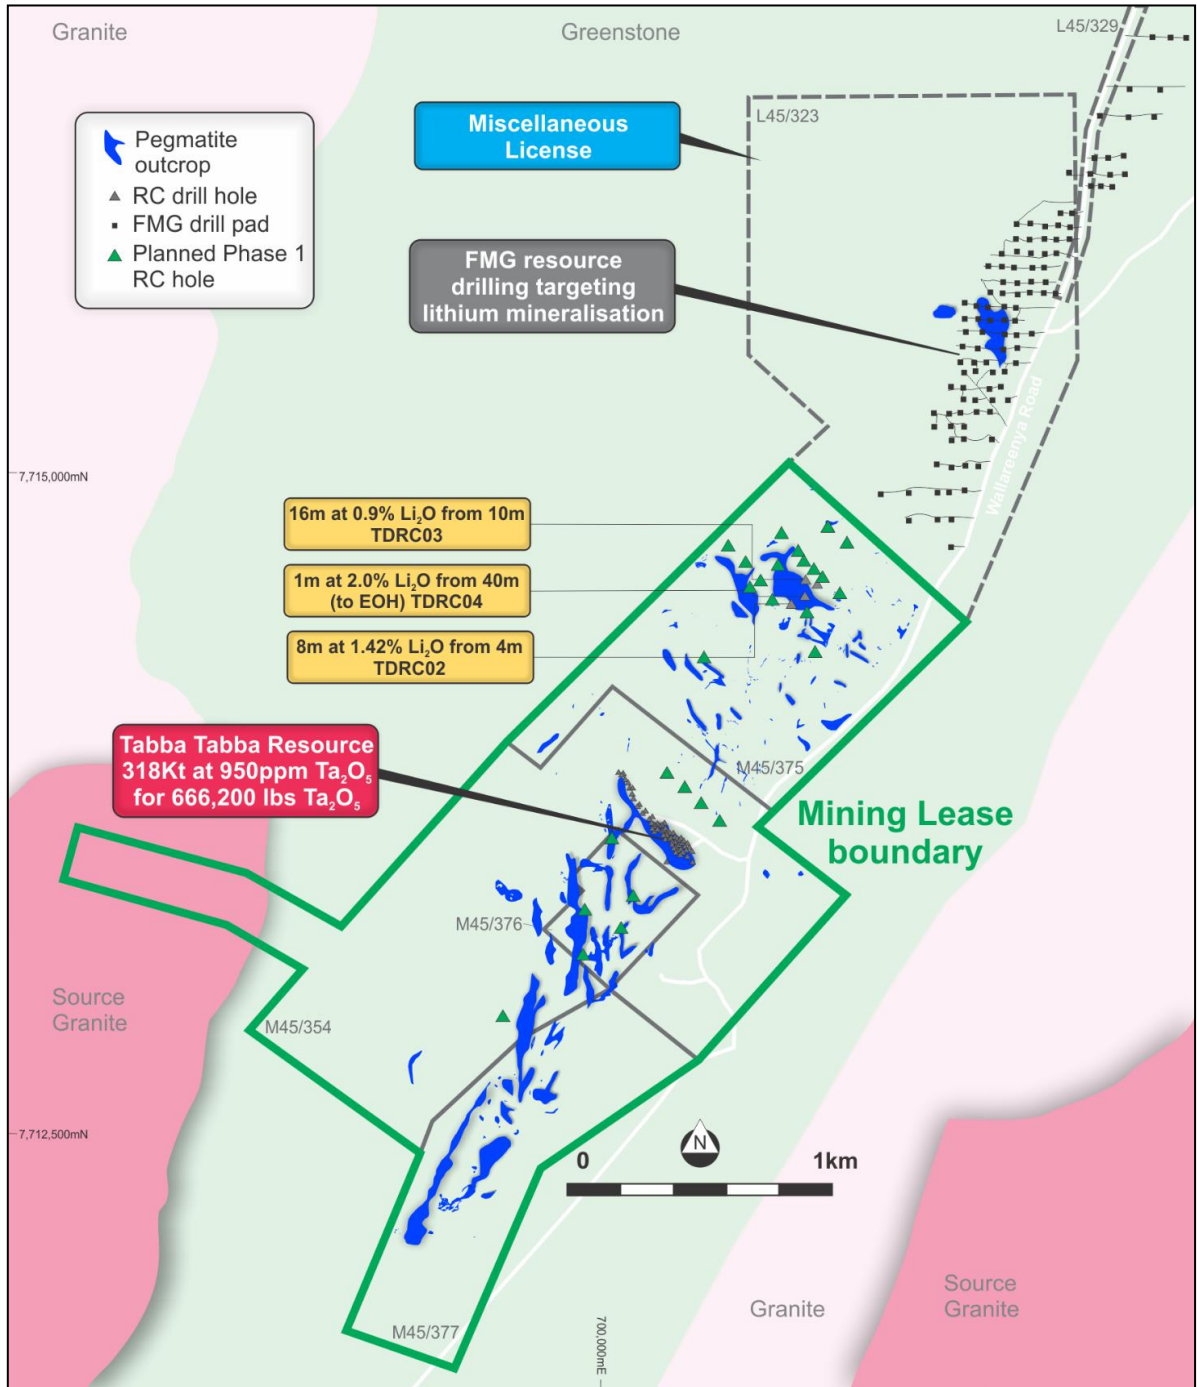 Granite
Greenstone
L45/329
Pegmatite
outcrop
RC drill hole
FMG drill pad
Planned Phase 1
RC hole
Miscellaneous
License
L45/323
FMG resource
drilling targeting
lithium mineralisation
Wallareenya Road
7,715,000mN
16m at 0.9% Li₂O from 10m
TDRC03
1m at 2.0% Li₂O from 40m
(to EOH) TDRC04
8m at 1.42% Li₂O from 4m
TDRC02
Tabba Tabba Resource
318Kt at 950ppm Ta₂O₅
for 666,200 lbs Ta₂O₅
M45/375
Mining Lease
boundary
M45/376
Source
Granite
M45/354
7,712,500mN
N
0 1km
Granite
Source
Granite
M45/377
700,000mE